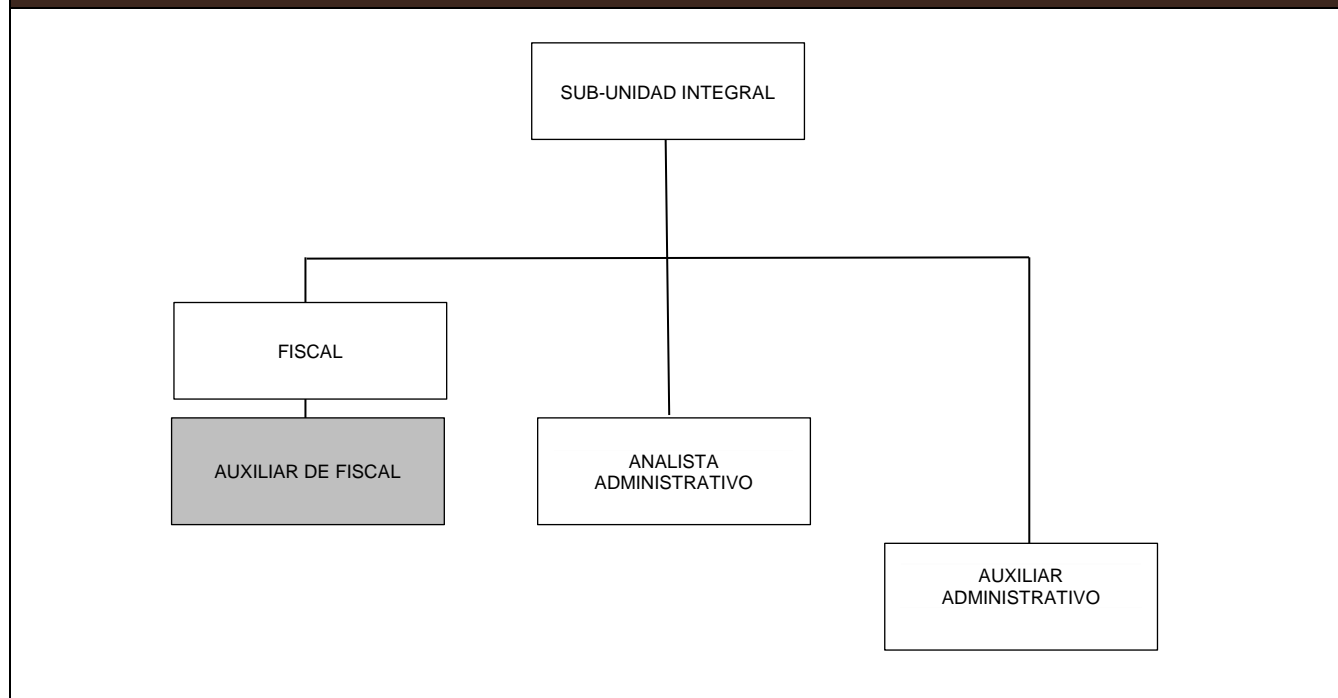 SUB-UNIDAD INTEGRAL
FISCAL
AUXILIAR DE FISCAL
ANALISTA
ADMINISTRATIVO
AUXILIAR
ADMINISTRATIVO